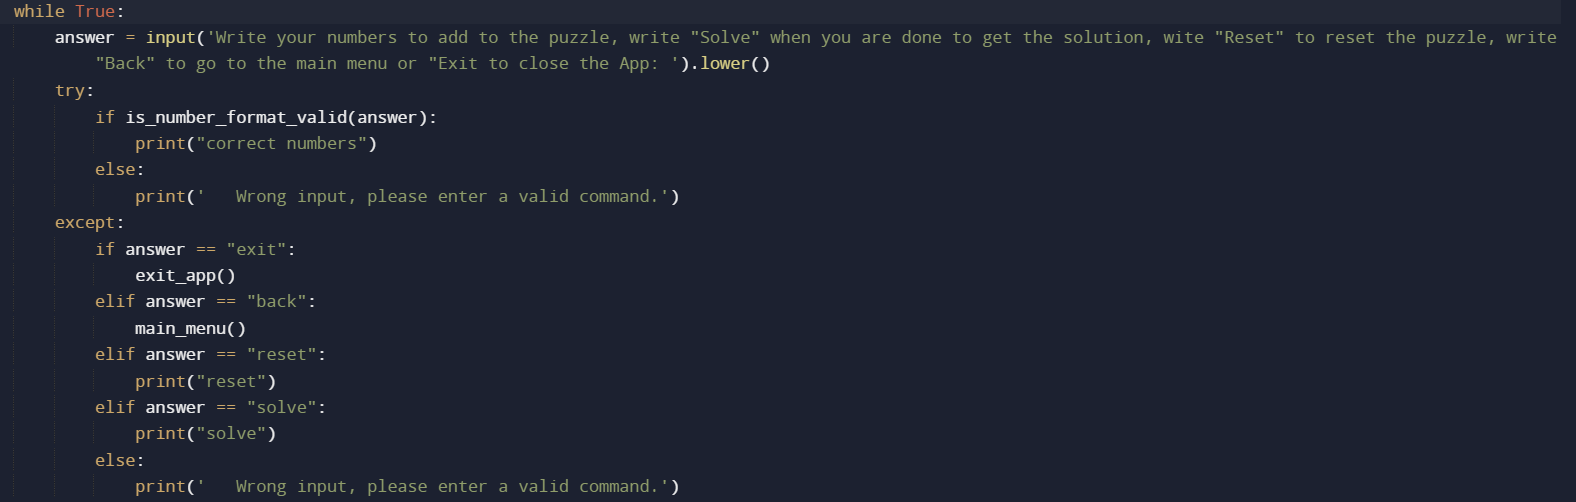 while True:
    answer = input('Write your numbers to add to the puzzle, write "Solve" when you are done to get the solution, wite "Reset" to reset the puzzle, write
        "Back" to go to the main menu or "Exit to close the App: ').lower()
    try:
        if is_number_format_valid(answer):
            print("correct numbers")
        else:
            print('   Wrong input, please enter a valid command.')
    except:
        if answer == "exit":
            exit_app()
        elif answer == "back":
            main_menu()
        elif answer == "reset":
            print("reset")
        elif answer == "solve":
            print("solve")
        else:
            print('   Wrong input, please enter a valid command.')